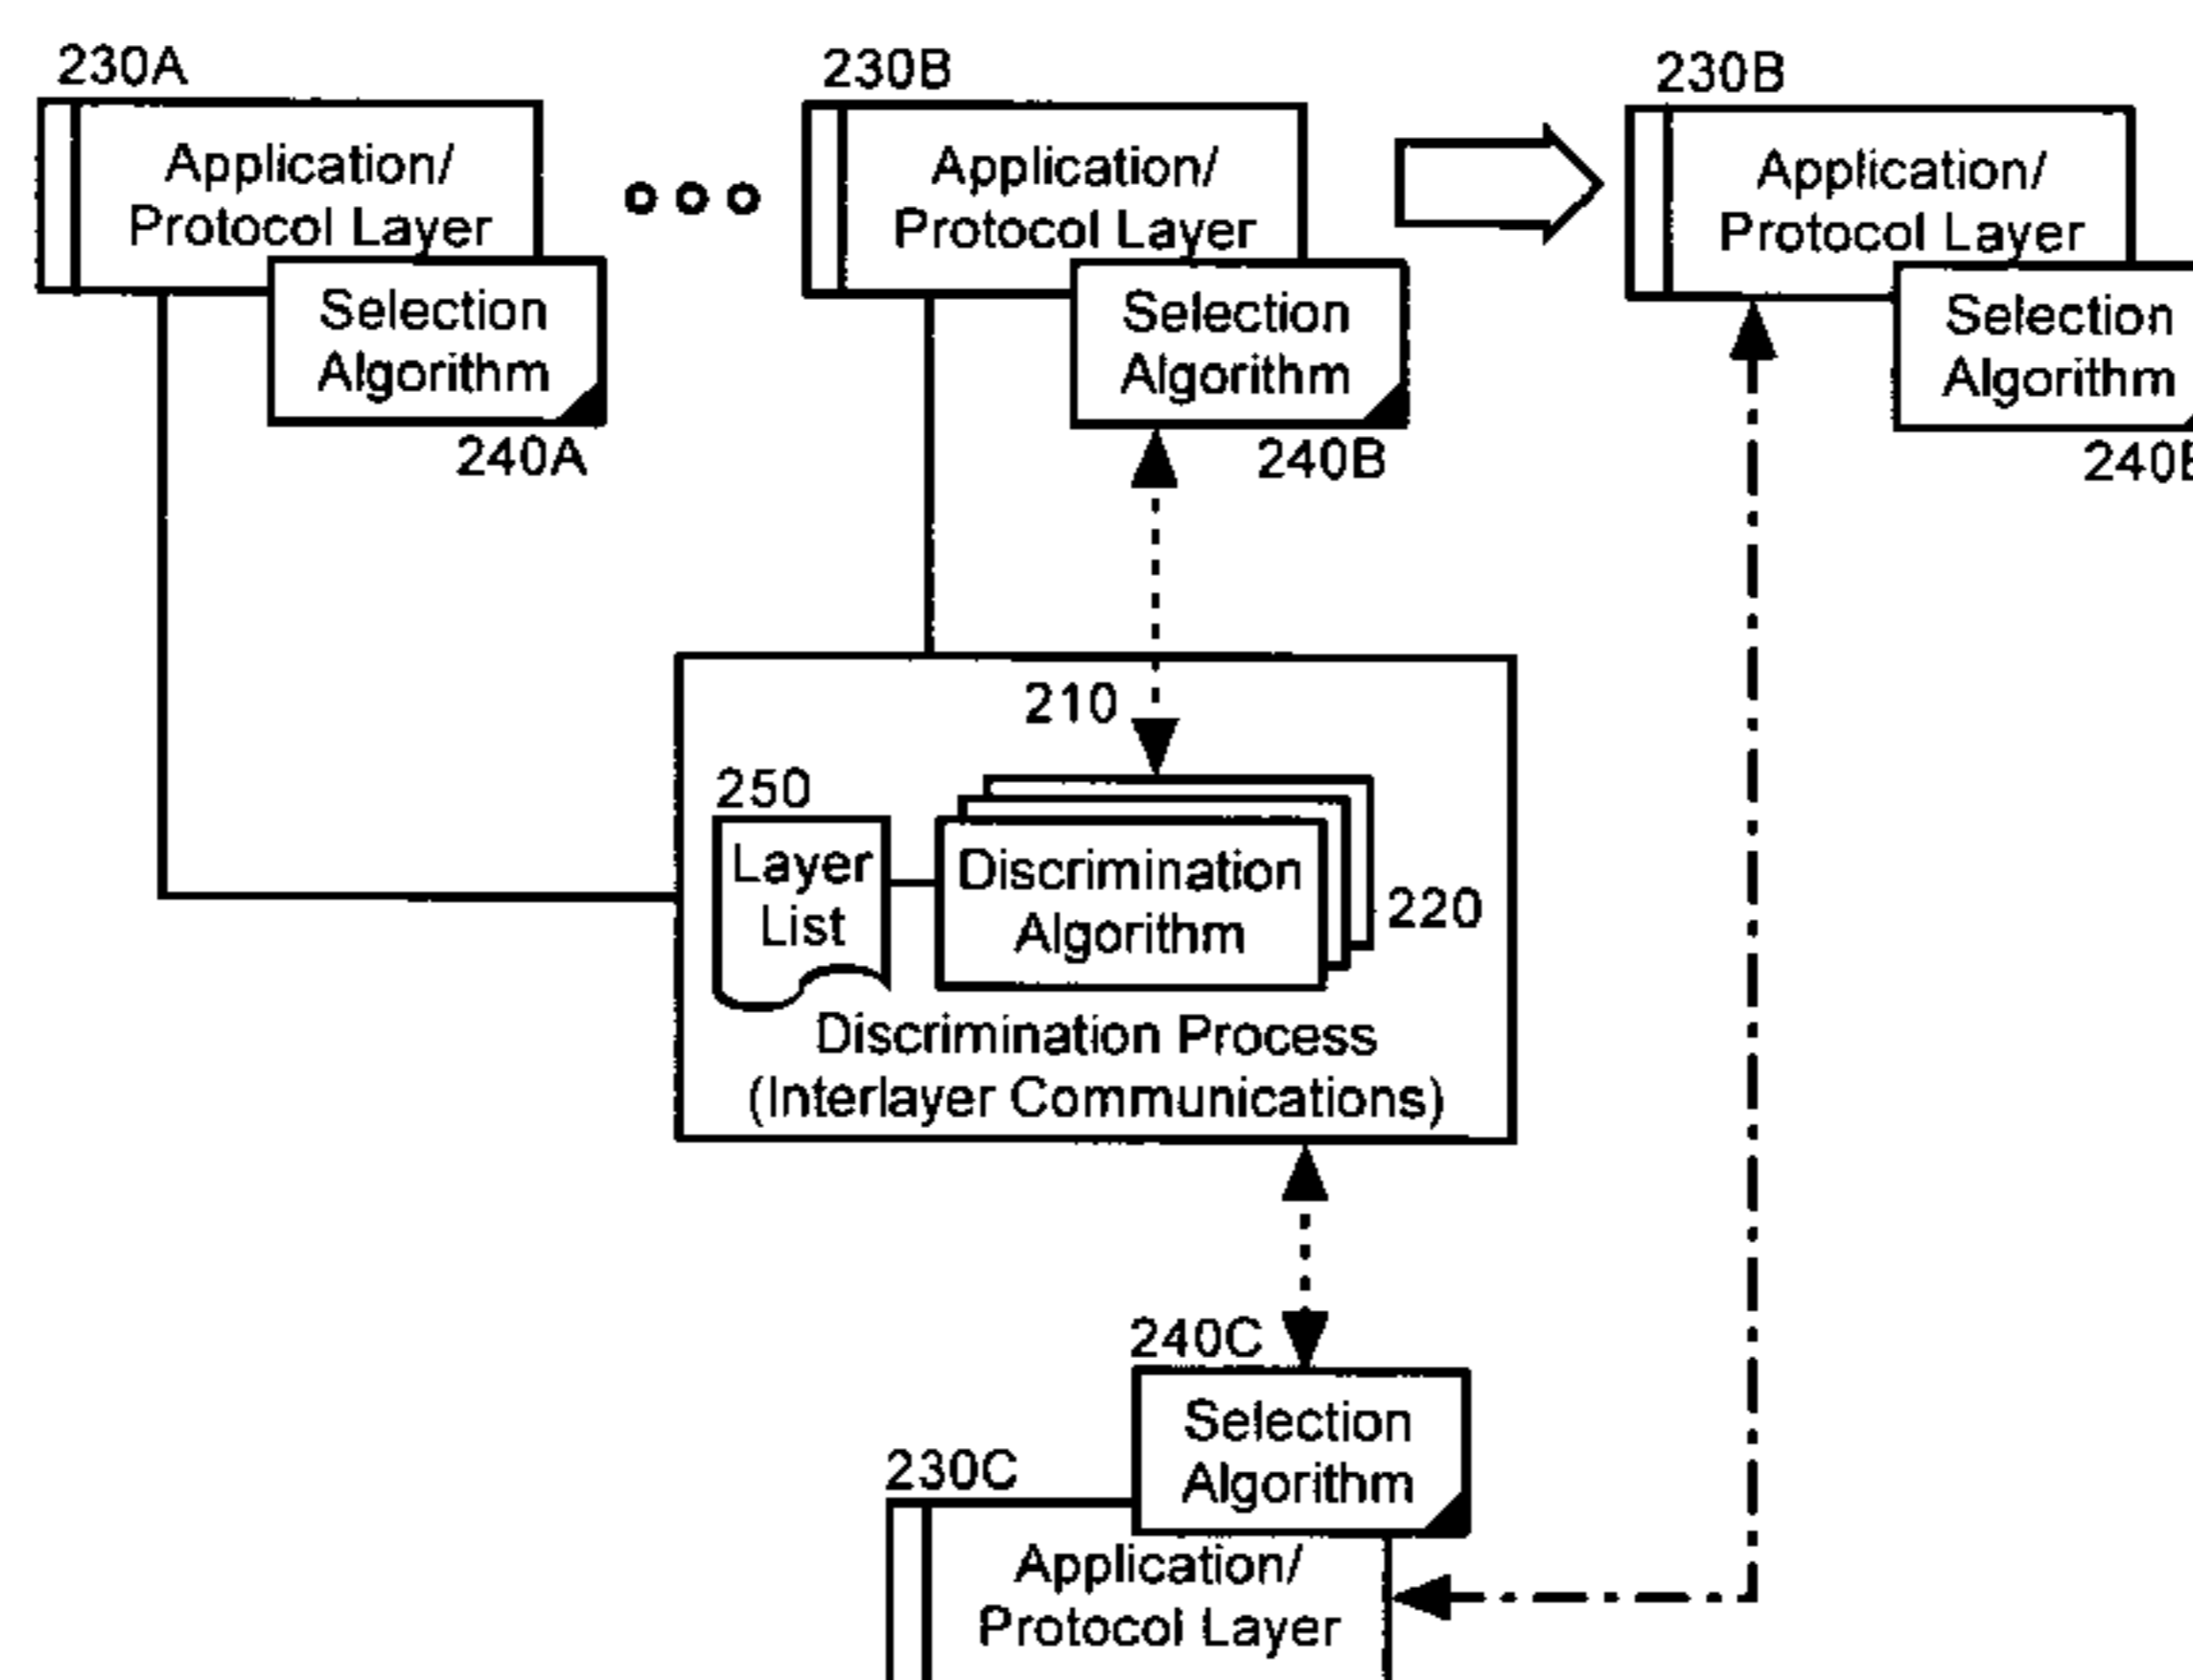 230A
Application/
Protocol Layer
Selection
Algorithm
240A
230B
Application/
Protocol Layer
Selection
Algorithm
240B
230B
Application/
Protocol Layer
Selection
Algorithm
210
250
Layer
List
Discrimination
Algorithm
220
Discrimination Process
(Interlayer Communications)
240C
Selection
Algorithm
230C
Application/
Protocol Layer